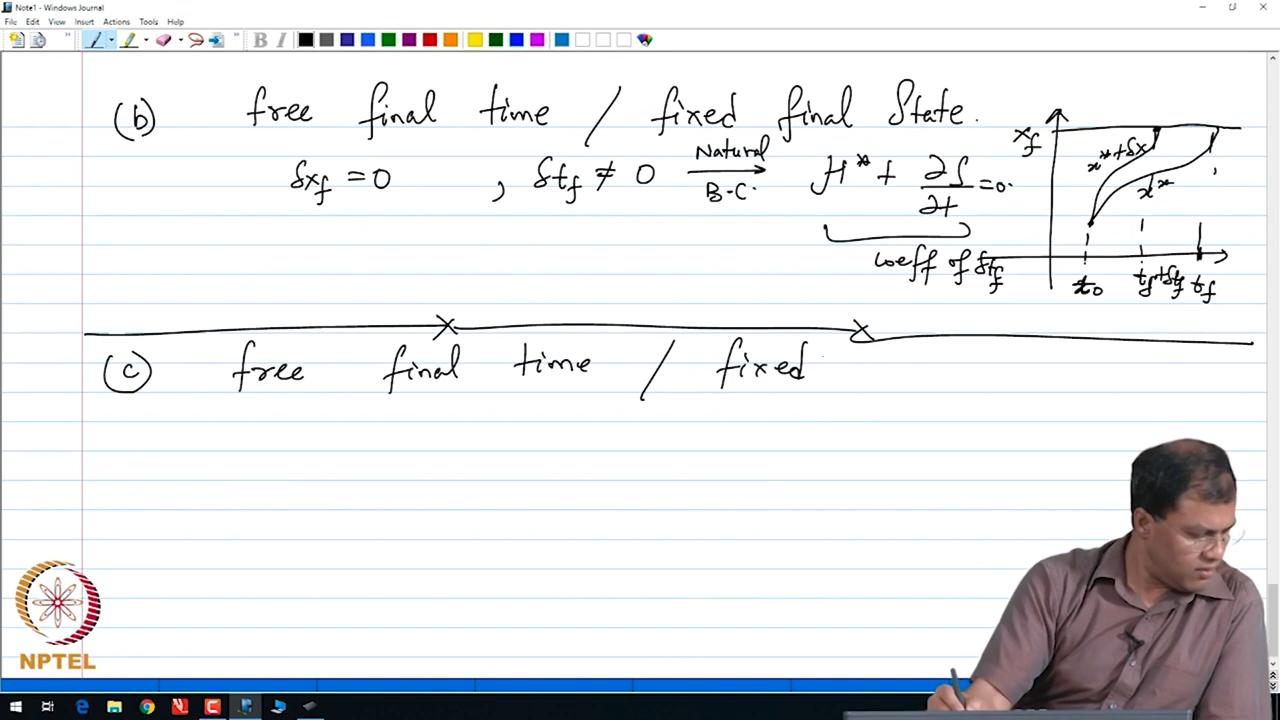 Note1 - Windows Journal
File Edit View Insert Actions Tools Help
B I
(b) free final time / fixed final State.
δx_f = 0 , δt_f ≠ 0 Natural B.C. → H* + ∂S/∂t = 0.
coeff of δt_f
x_f
x*+δx
x*
t0 t_f+δt_f t_f
(c) free final time / fixed
NPTEL